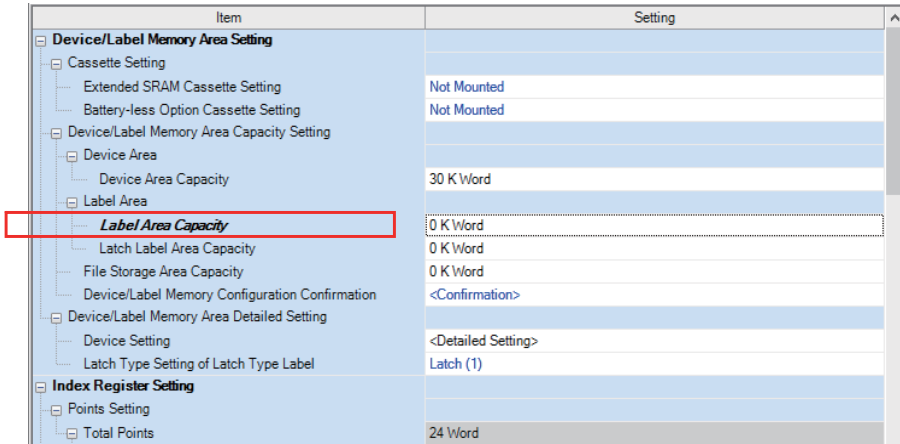 Item Setting
Device/Label Memory Area Setting
Cassette Setting
Extended SRAM Cassette Setting Not Mounted
Battery-less Option Cassette Setting Not Mounted
Device/Label Memory Area Capacity Setting
Device Area
Device Area Capacity 30 K Word
Label Area
Label Area Capacity 0 K Word
Latch Label Area Capacity 0 K Word
File Storage Area Capacity 0 K Word
Device/Label Memory Configuration Confirmation <Confirmation>
Device/Label Memory Area Detailed Setting
Device Setting <Detailed Setting>
Latch Type Setting of Latch Type Label Latch (1)
Index Register Setting
Points Setting
Total Points 24 Word